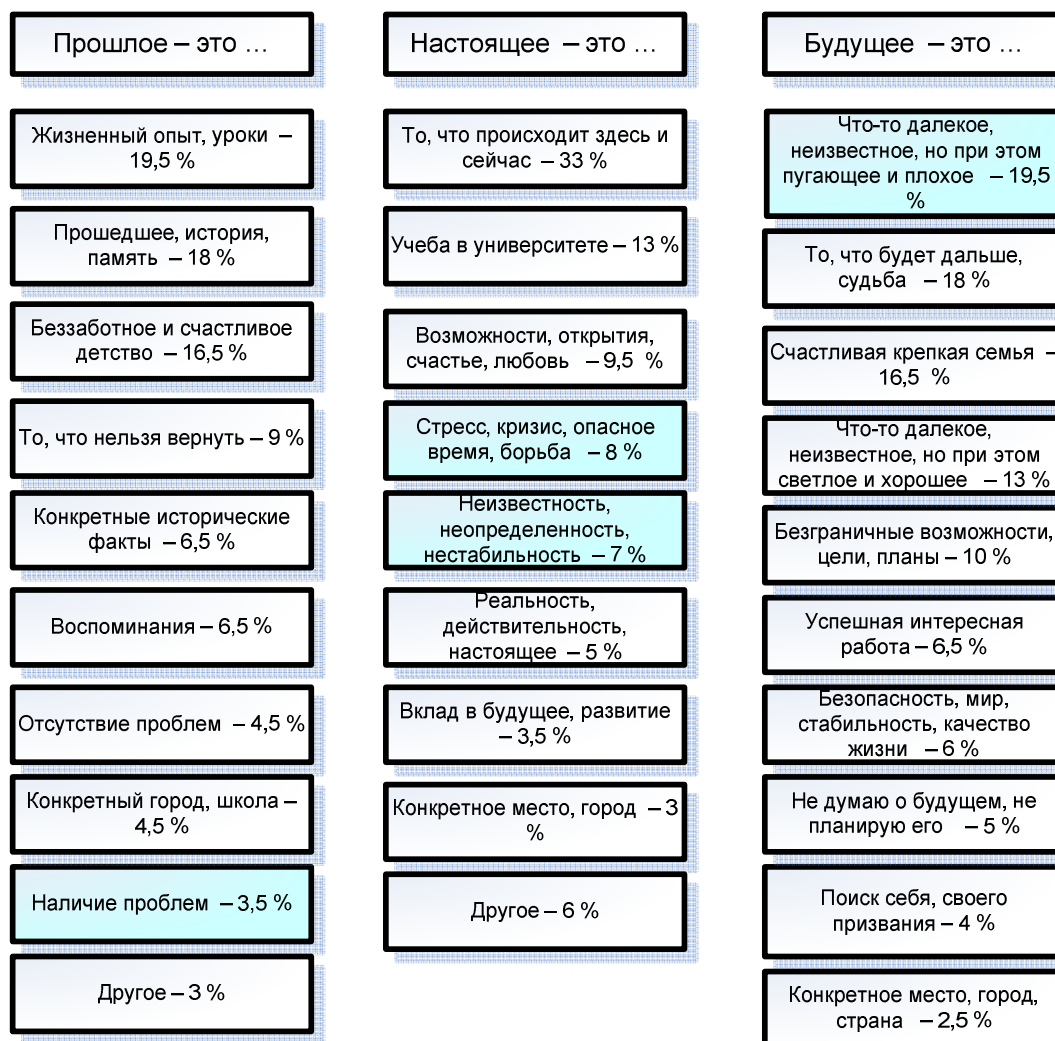 Прошлое – это …
Жизненный опыт, уроки –
19,5 %
Прошедшее, история,
память – 18 %
Беззаботное и счастливое
детство – 16,5 %
То, что нельзя вернуть – 9 %
Конкретные исторические
факты – 6,5 %
Воспоминания – 6,5 %
Отсутствие проблем – 4,5 %
Конкретный город, школа –
4,5 %
Наличие проблем – 3,5 %
Другое – 3 %
Настоящее – это …
То, что происходит здесь и
сейчас – 33 %
Учеба в университете – 13 %
Возможности, открытия,
счастье, любовь – 9,5 %
Стресс, кризис, опасное
время, борьба – 8 %
Неизвестность,
неопределенность,
нестабильность – 7 %
Реальность,
действительность,
настоящее – 5 %
Вклад в будущее, развитие
– 3,5 %
Конкретное место, город – 3
%
Другое – 6 %
Будущее – это …
Что-то далекое,
неизвестное, но при этом
пугающее и плохое – 19,5
%
То, что будет дальше,
судьба – 18 %
Счастливая крепкая семья –
16,5 %
Что-то далекое,
неизвестное, но при этом
светлое и хорошее – 13 %
Безграничные возможности,
цели, планы – 10 %
Успешная интересная
работа – 6,5 %
Безопасность, мир,
стабильность, качество
жизни – 6 %
Не думаю о будущем, не
планирую его – 5 %
Поиск себя, своего
призвания – 4 %
Конкретное место, город,
страна – 2,5 %